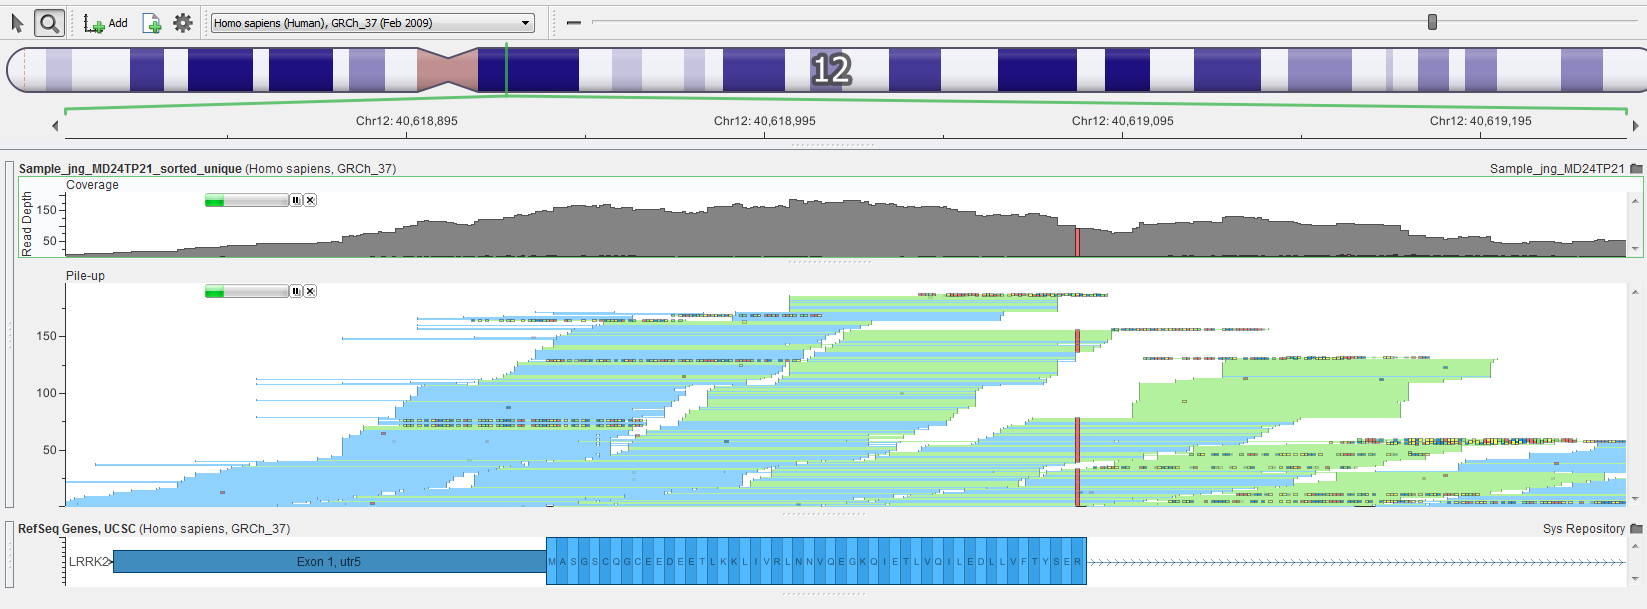 Add
Homo sapiens (Human), GRCh_37 (Feb 2009)
12
Chr12: 40,618,895
Chr12: 40,618,995
Chr12: 40,619,095
Chr12: 40,619,195
Sample_jng_MD24TP21_sorted_unique (Homo sapiens, GRCh_37)
Sample_jng_MD24TP21
Coverage
Read Depth
150
50
Pile-up
150
100
50
RefSeq Genes, UCSC (Homo sapiens, GRCh_37)
Sys Repository
LRRK2>
Exon 1, utr5
M A S G S C Q G C E E D E E T L K K L I V R L N N V Q E G K Q I E T L V Q I L E D L L V F T Y S E R